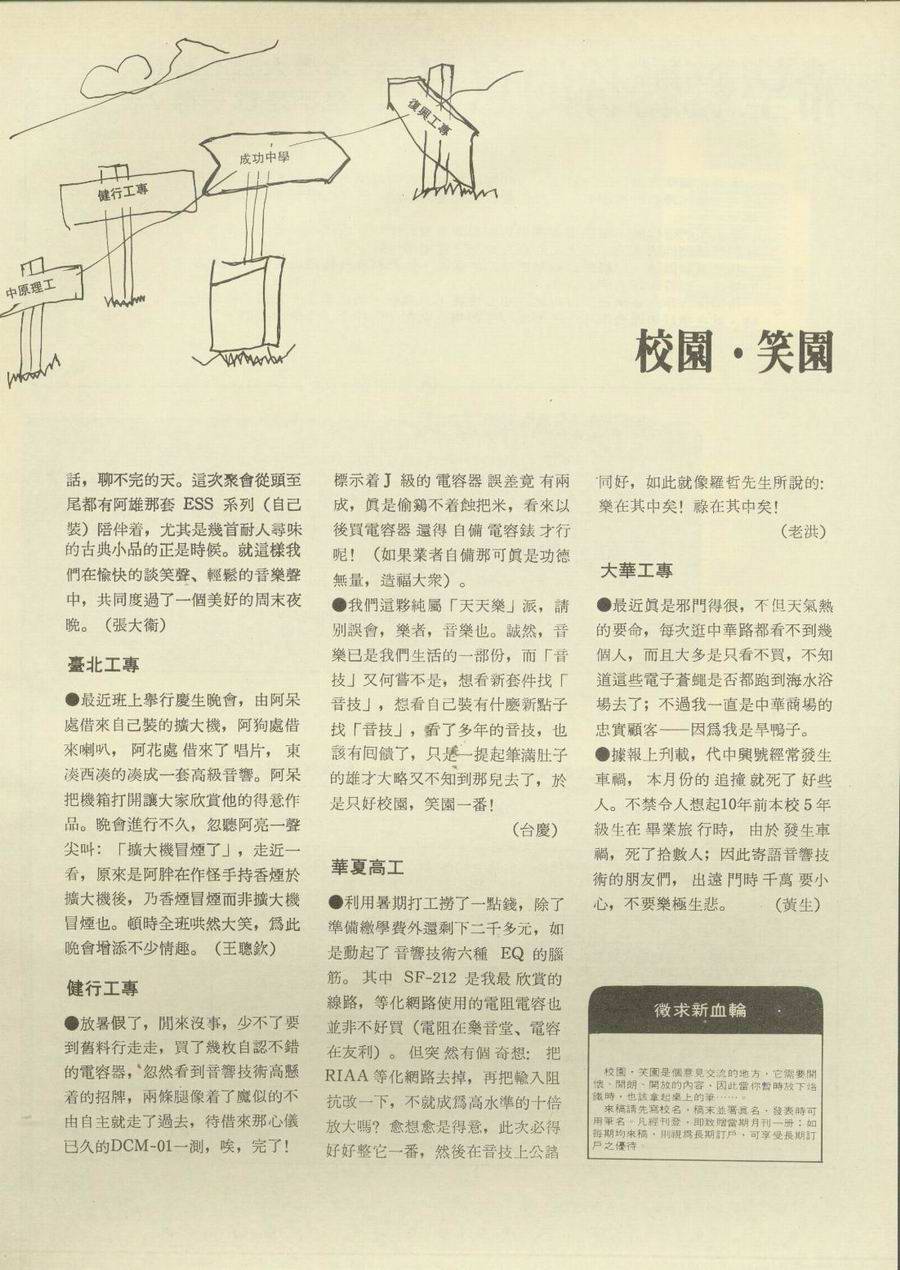 復興工專
成功中學
健行工專
中原理工
校園・笑園
話，聊不完的天。這次聚會從頭至
尾都有阿雄那套 ESS 系列（自己
裝）陪伴着，尤其是幾首耐人尋味
的古典小品的正是時候。就這樣我
們在愉快的談笑聲、輕鬆的音樂聲
中，共同度過了一個美好的周末夜
晚。（張大衞）
臺北工專
●最近班上舉行慶生晚會，由阿呆
處借來自己裝的擴大機，阿狗處借
來喇叭，阿花處借來了唱片，東
凑西凑的凑成一套高級音響。阿呆
把機箱打開讓大家欣賞他的得意作
品。晚會進行不久，忽聽阿亮一聲
尖叫：「擴大機冒煙了」，走近一
看，原來是阿胖在作怪手持香煙於
擴大機後，乃香煙冒煙而非擴大機
冒煙也。頓時全班哄然大笑，爲此
晚會增添不少情趣。（王聰欽）
健行工專
●放暑假了，閒來沒事，少不了要
到舊料行走走，買了幾枚自認不錯
的電容器，忽然看到音響技術高懸
着的招牌，兩條腿像着了魔似的不
由自主就走了過去，待借來那心儀
已久的DCM-01一測，唉，完了！
標示着J 級的電容器誤差竟有兩
成，眞是偷鷄不着蝕把米，看來以
後買電容器還得自備電容錶才行
呢！（如果業者自備那可眞是功德
無量，造福大衆）。
●我們這夥純屬「天天樂」派，請
別誤會，樂者，音樂也。誠然，音
樂已是我們生活的一部份，而「音
技」又何嘗不是，想看新套件找「
音技」，想看自己裝有什麼新點子
找「音技」，看了多年的音技，也
該有囘饋了，只是一提起筆滿肚子
的雄才大略又不知到那兒去了，於
是只好校園，笑園一番！
（台慶）
華夏高工
●利用暑期打工撈了一點錢，除了
準備繳學費外還剩下二千多元，如
是動起了音響技術六種 EQ 的腦
筋。其中 SF-212 是我最欣賞的
線路，等化網路使用的電阻電容也
並非不好買（電阻在樂音堂、電容
在友利）。但突然有個奇想：把
RIAA 等化網路去掉，再把輸入阻
抗改一下，不就成爲高水準的十倍
放大嗎？愈想愈是得意，此次必得
好好整它一番，然後在音技上公諸
同好，如此就像羅哲先生所說的：
樂在其中矣！祿在其中矣！
（老洪）
大華工專
●最近眞是邪門得很，不但天氣熱
的要命，每次逛中華路都看不到幾
個人，而且大多是只看不買，不知
道這些電子蒼蠅是否都跑到海水浴
場去了；不過我一直是中華商場的
忠實顧客——因爲我是旱鴨子。
●據報上刋載，代中興號經常發生
車禍，本月份的追撞就死了好些
人。不禁令人想起10年前本校５年
級生在畢業旅行時，由於發生車
禍，死了拾數人；因此寄語音響技
術的朋友們，出遠門時千萬要小
心，不要樂極生悲。（黃生）
徵求新血輪
校園・笑園是個意見交流的地方，它需要開
懷、開朗、開放的內容，因此當你暫時放下烙
鐵時，也該拿起桌上的筆……。
來稿請先寫校名，稿末並署眞名，發表時可
用筆名。凡經刊登，即致贈當期月刊一册；如
每期均來稿，則視爲長期訂戶，可享受長期訂
戶之優待。